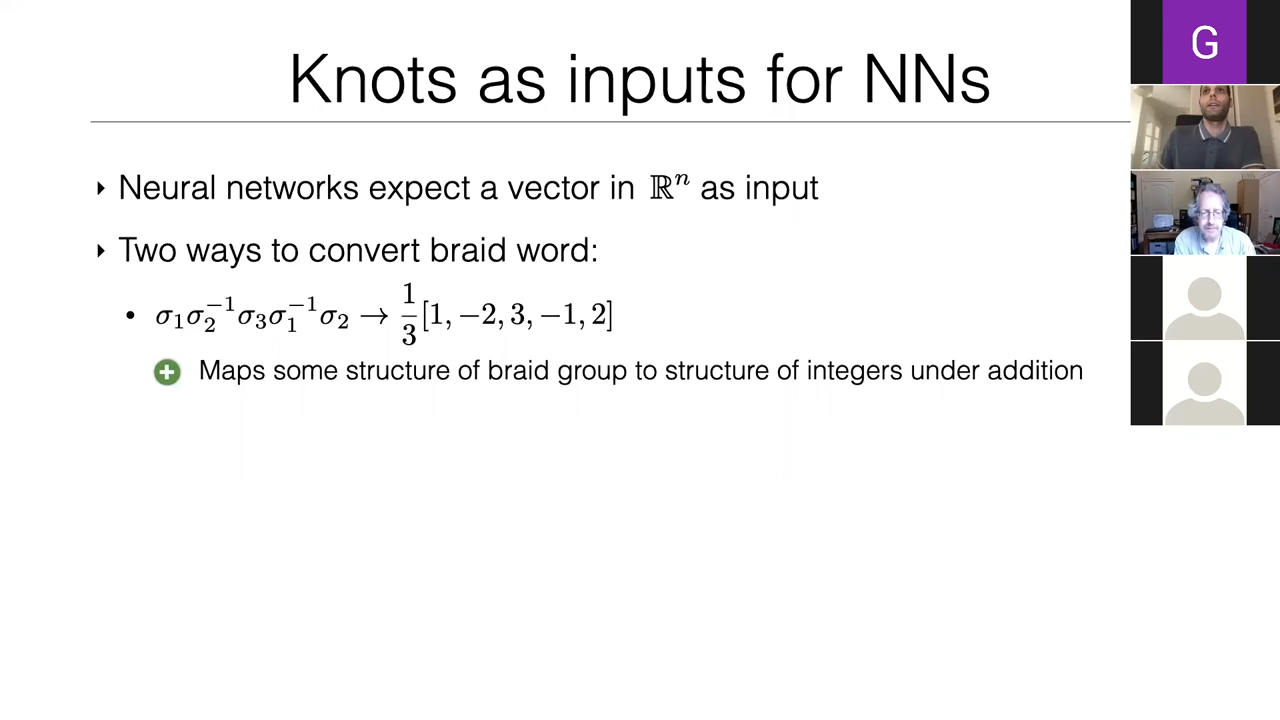 Knots as inputs for NNs
Neural networks expect a vector in ℝⁿ as input
Two ways to convert braid word:
σ₁σ₂⁻¹σ₃σ₁⁻¹σ₂ → 1/3[1, −2, 3, −1, 2]
Maps some structure of braid group to structure of integers under addition
G